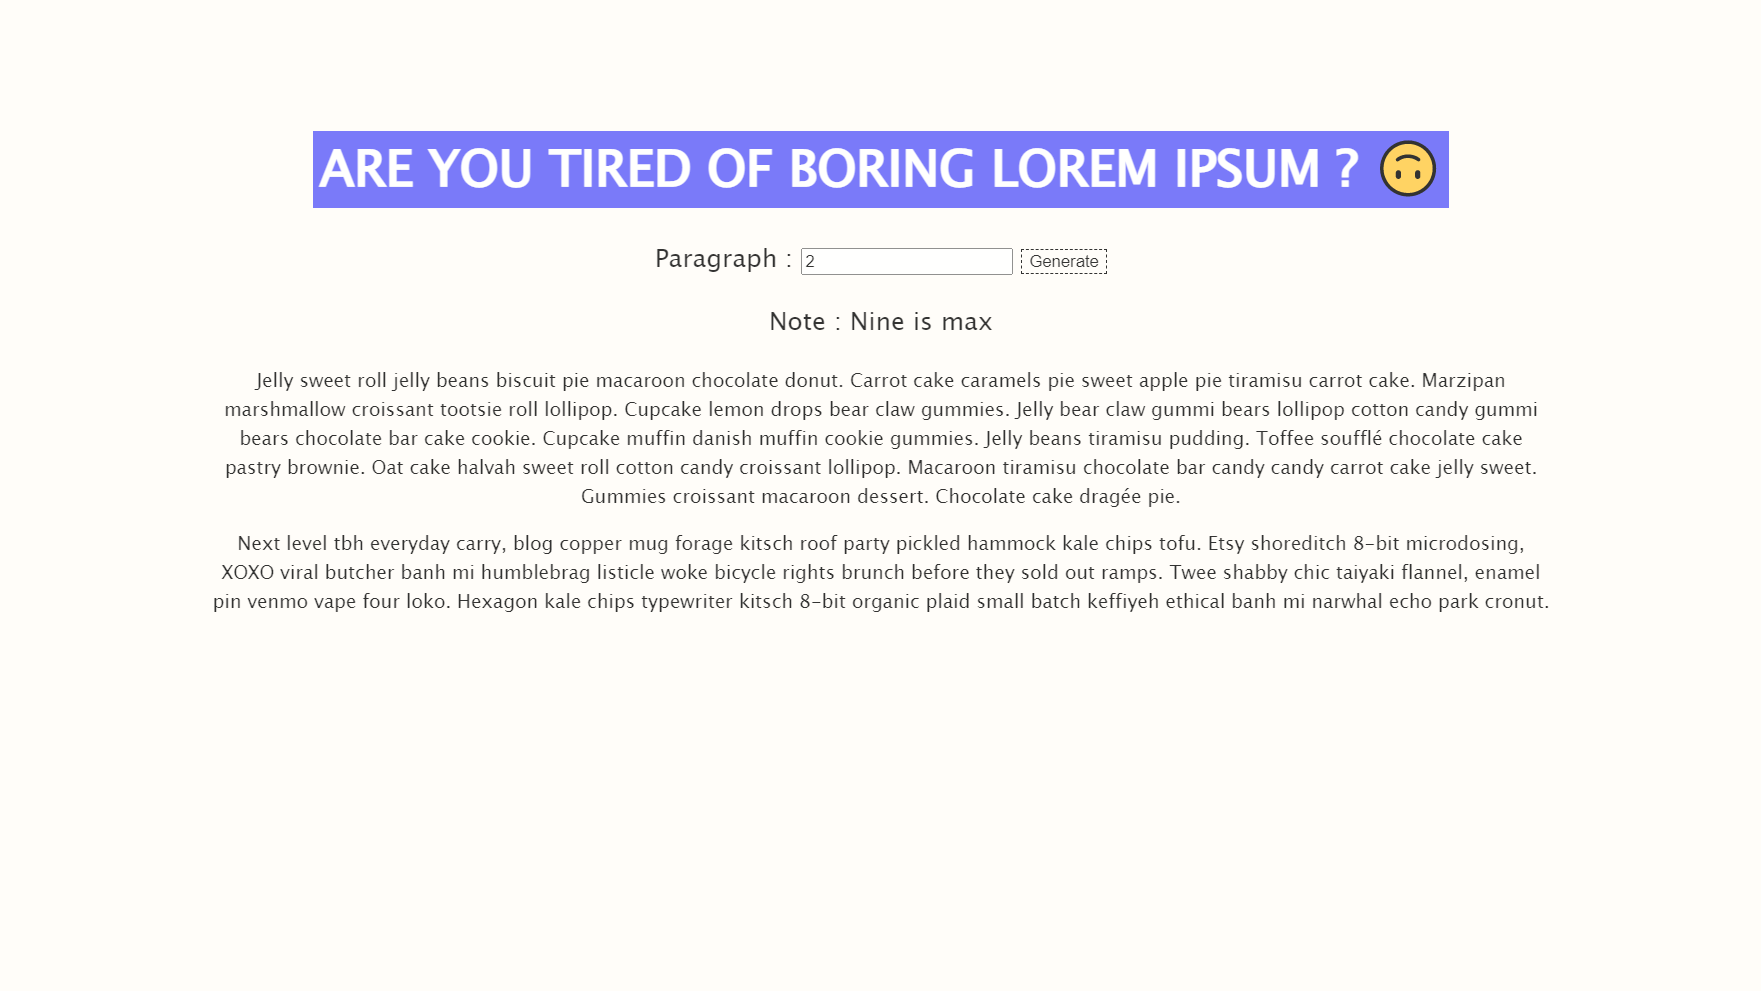 ARE YOU TIRED OF BORING LOREM IPSUM ? 🙃
Paragraph : 2 Generate
Note : Nine is max
Jelly sweet roll jelly beans biscuit pie macaroon chocolate donut. Carrot cake caramels pie sweet apple pie tiramisu carrot cake. Marzipan
marshmallow croissant tootsie roll lollipop. Cupcake lemon drops bear claw gummies. Jelly bear claw gummi bears lollipop cotton candy gummi
bears chocolate bar cake cookie. Cupcake muffin danish muffin cookie gummies. Jelly beans tiramisu pudding. Toffee soufflé chocolate cake
pastry brownie. Oat cake halvah sweet roll cotton candy croissant lollipop. Macaroon tiramisu chocolate bar candy candy carrot cake jelly sweet.
Gummies croissant macaroon dessert. Chocolate cake dragée pie.
Next level tbh everyday carry, blog copper mug forage kitsch roof party pickled hammock kale chips tofu. Etsy shoreditch 8-bit microdosing,
XOXO viral butcher banh mi humblebrag listicle woke bicycle rights brunch before they sold out ramps. Twee shabby chic taiyaki flannel, enamel
pin venmo vape four loko. Hexagon kale chips typewriter kitsch 8-bit organic plaid small batch keffiyeh ethical banh mi narwhal echo park cronut.